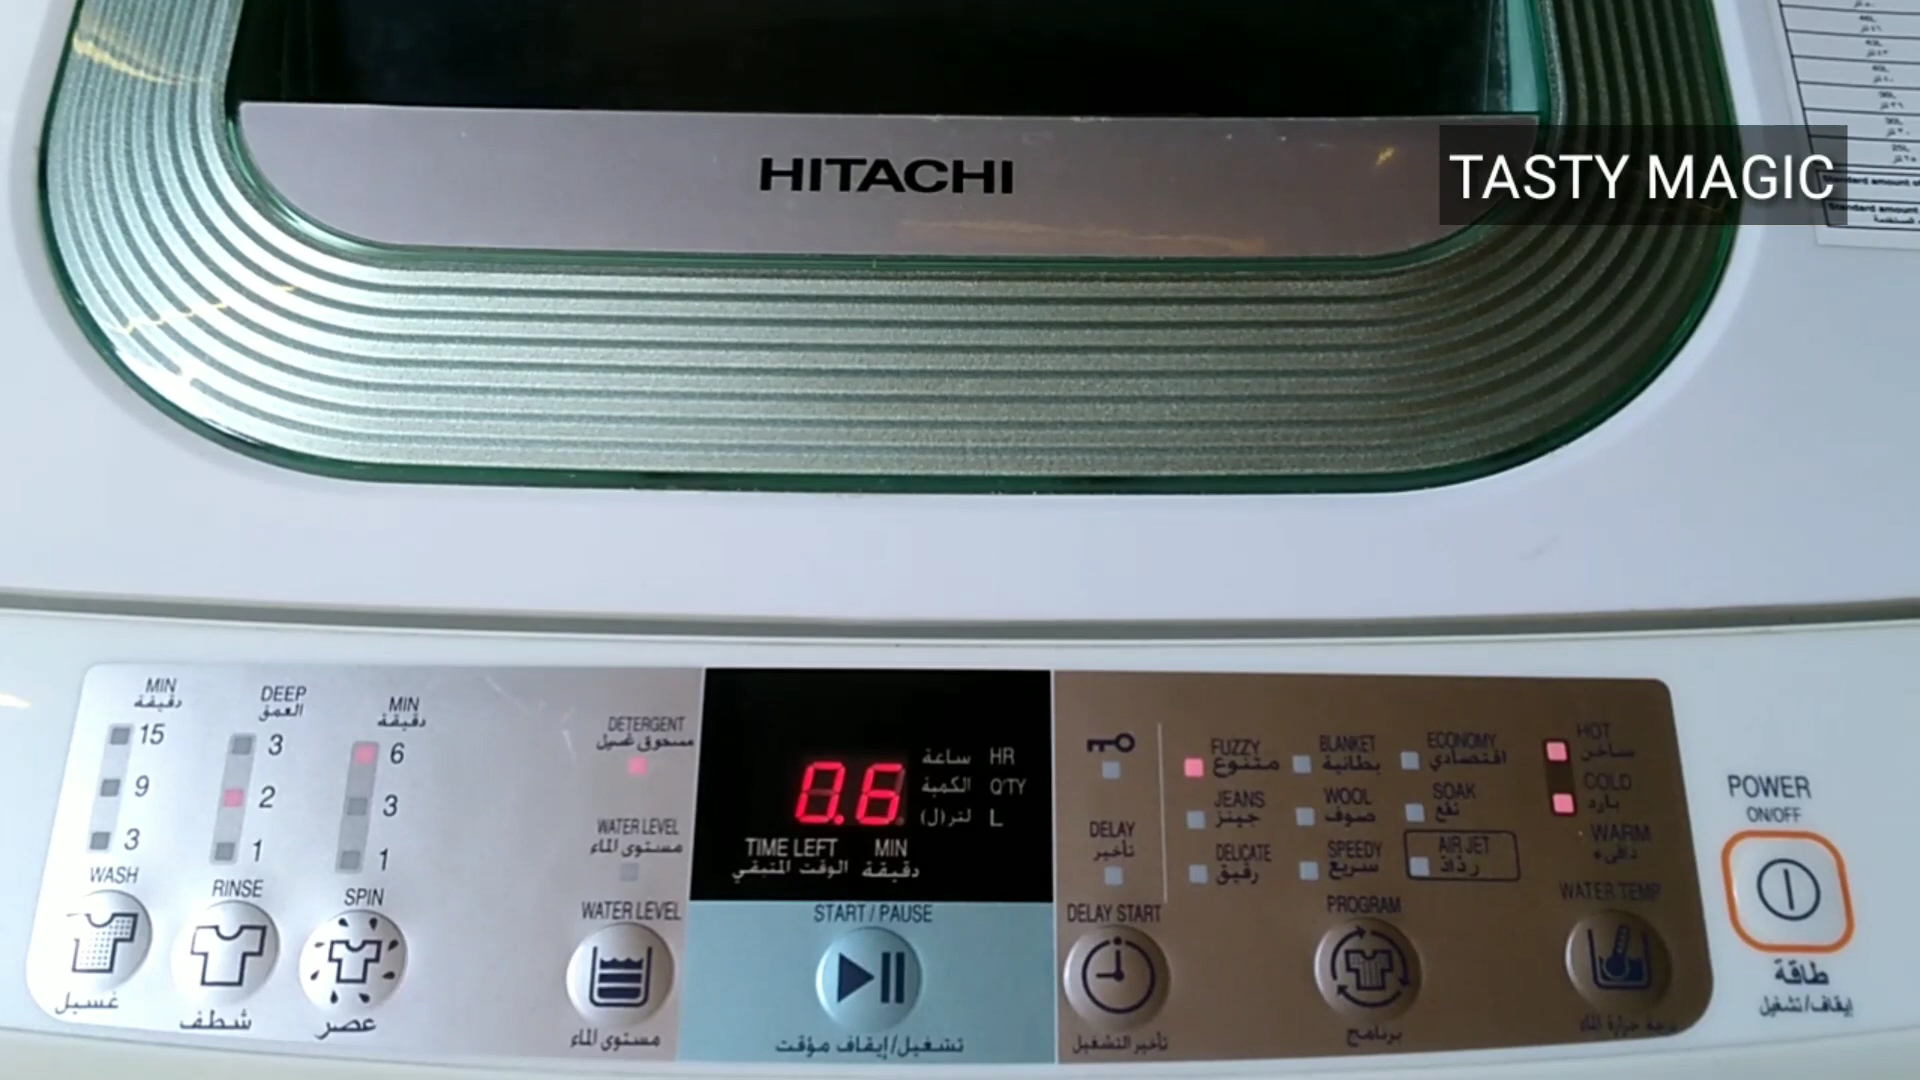 HITACHI
TASTY MAGIC
MIN
دقيقة
15
9
3
WASH
غسيل
DEEP
العمق
3
2
1
RINSE
شطف
MIN
دقيقة
6
3
1
SPIN
عصر
DETERGENT
مسحوق غسيل
WATER LEVEL
مستوى الماء
WATER LEVEL
مستوى الماء
0.6
ساعة HR
الكمية Q'TY
لتر(ل) L
TIME LEFT MIN
الوقت المتبقي دقيقة
START / PAUSE
تشغيل/إيقاف مؤقت
DELAY
تأخير
DELAY START
تأخير التشغيل
FUZZY
متنوع
BLANKET
بطانية
ECONOMY
اقتصادي
JEANS
جينز
WOOL
صوف
SOAK
نقع
DELICATE
رقيق
SPEEDY
سريع
AIR JET
رذاذ
PROGRAM
برنامج
HOT
ساخن
COLD
بارد
WARM
دافىء
WATER TEMP
درجة حرارة الماء
POWER
ON/OFF
طاقة
إيقاف/تشغيل